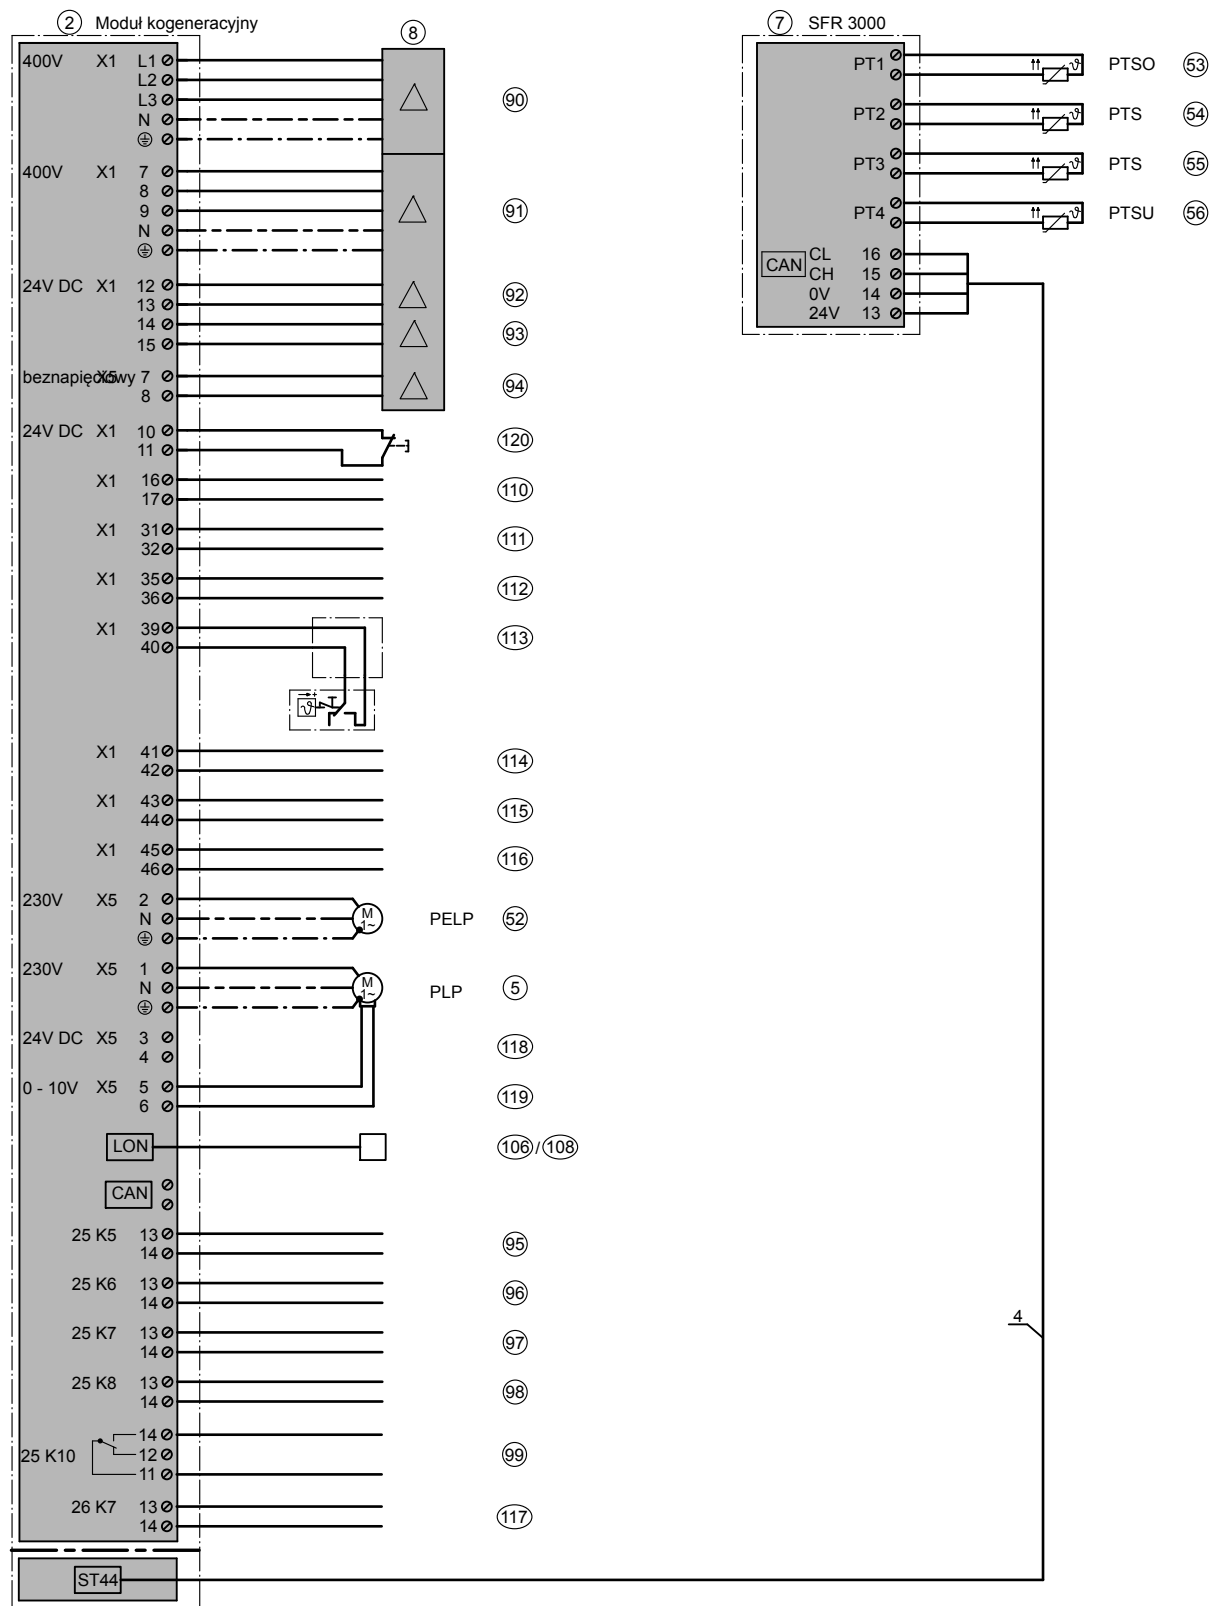 2 Moduł kogeneracyjny
8
400V X1 L1
L2
L3
N
90
400V X1 7
8
9
N
91
24V DC X1 12
13
92
14
15
93
beznapięciowy X5 7
8
94
24V DC X1 10
11
120
X1 16
17
110
X1 31
32
111
X1 35
36
112
X1 39
40
113
ϑ
X1 41
42
114
X1 43
44
115
X1 45
46
116
230V X5 2
N
M
1~
PELP 52
230V X5 1
N
M
1~
PLP 5
24V DC X5 3
4
118
0 - 10V X5 5
6
119
LON
106/108
CAN
25 K5 13
14
95
25 K6 13
14
96
25 K7 13
14
97
25 K8 13
14
98
25 K10
14
12
11
99
26 K7 13
14
117
ST44
7 SFR 3000
PT1 ϑ PTSO 53
PT2 ϑ PTS 54
PT3 ϑ PTS 55
PT4 ϑ PTSU 56
CAN
CL 16
CH 15
0V 14
24V 13
4